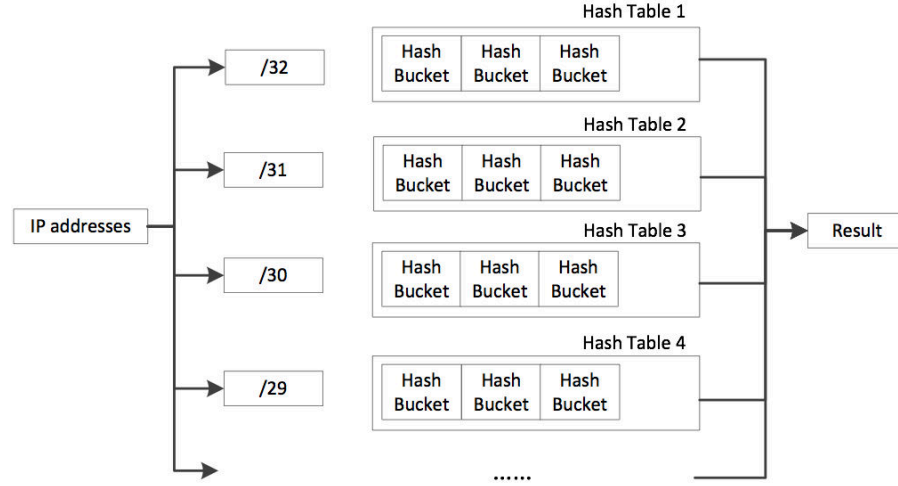 Hash Table 1
/32
Hash Hash Hash
Bucket Bucket Bucket
Hash Table 2
/31
Hash Hash Hash
Bucket Bucket Bucket
IP addresses
Hash Table 3
Result
/30
Hash Hash Hash
Bucket Bucket Bucket
Hash Table 4
/29
Hash Hash Hash
Bucket Bucket Bucket
......